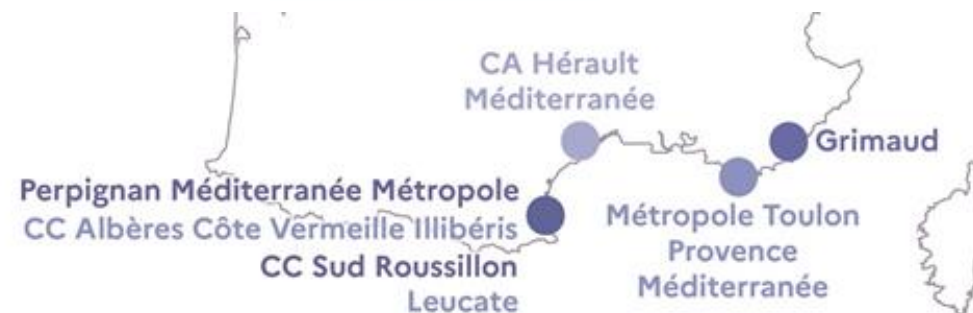 CA Hérault
Méditerranée
Grimaud
Perpignan Méditerranée Métropole
CC Albères Côte Vermeille Illibéris
CC Sud Roussillon
Leucate
Métropole Toulon
Provence
Méditerranée